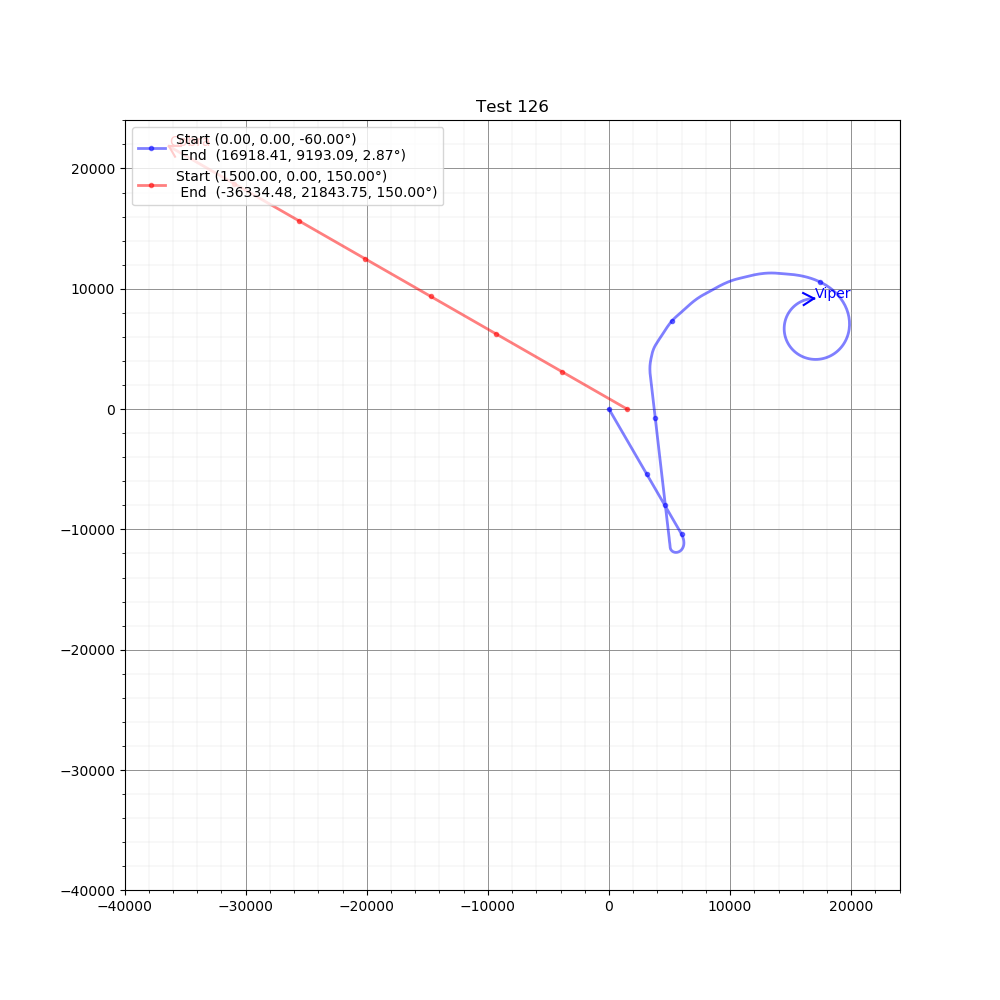 Test 126
Start (0.00, 0.00, -60.00°)
End (16918.41, 9193.09, 2.87°)
Start (1500.00, 0.00, 150.00°)
End (-36334.48, 21843.75, 150.00°)
Viper
20000
10000
0
−10000
−20000
−30000
−40000
−40000 −30000 −20000 −10000 0 10000 20000